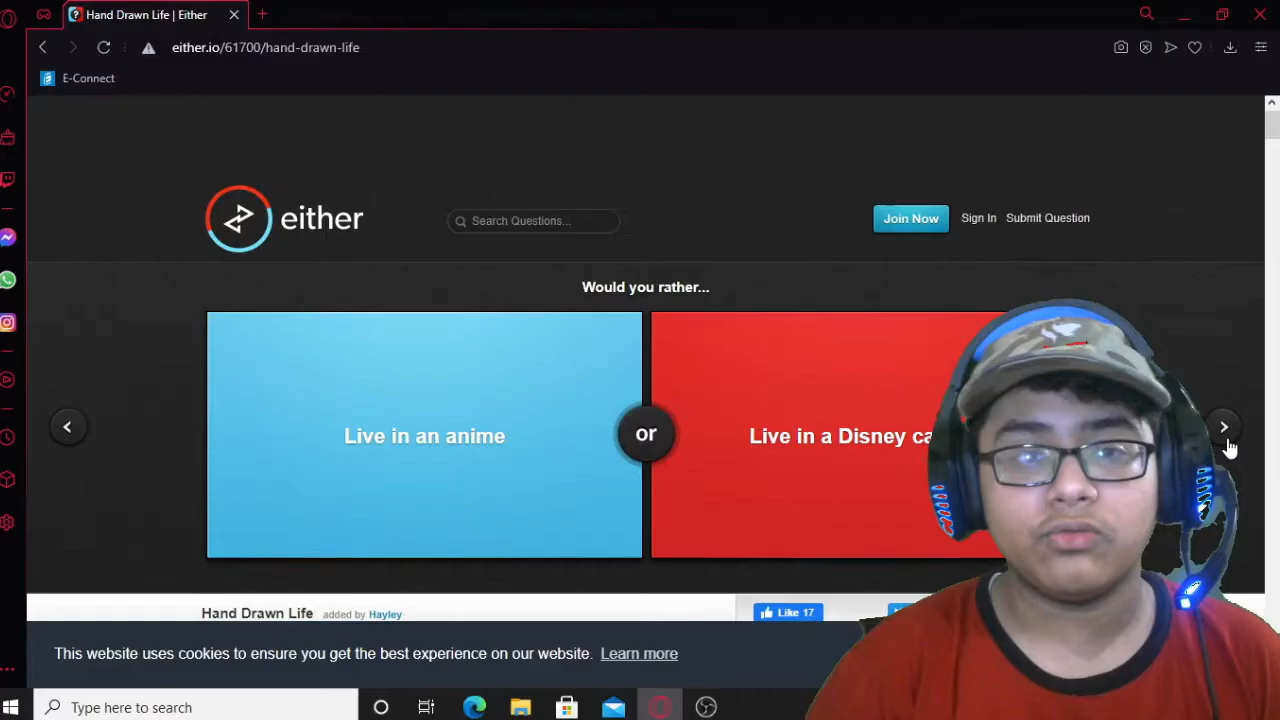 Hand Drawn Life | Either
either.io/61700/hand-drawn-life
E-Connect
either
Search Questions...
Join Now
Sign In
Submit Question
Would you rather...
Live in an anime
or
Live in a Disney ca
Hand Drawn Life added by Hayley
Like 17
This website uses cookies to ensure you get the best experience on our website. Learn more
Type here to search